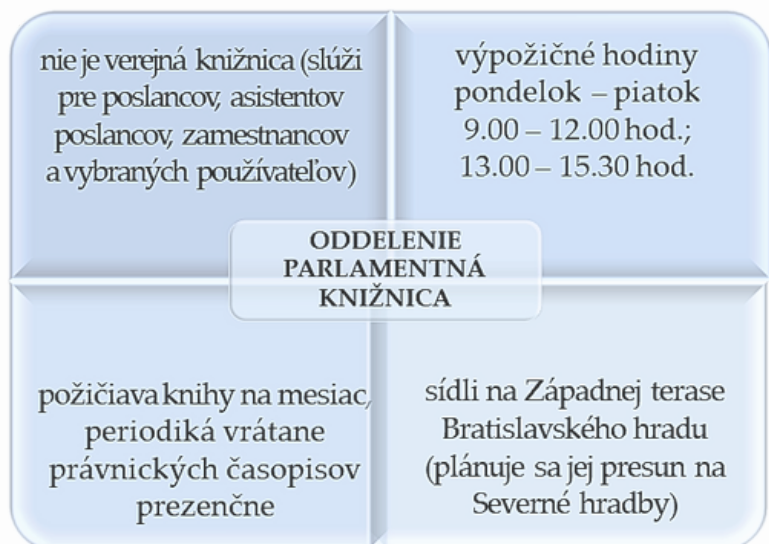 nie je verejná knižnica (slúži
pre poslancov, asistentov
poslancov, zamestnancov
a vybraných používateľov)
výpožičné hodiny
pondelok – piatok
9.00 – 12.00 hod.;
13.00 – 15.30 hod.
ODDELENIE
PARLAMENTNÁ
KNIŽNICA
požičiava knihy na mesiac,
periodiká vrátane
právnických časopisov
prezenčne
sídli na Západnej terase
Bratislavského hradu
(plánuje sa jej presun na
Severné hradby)